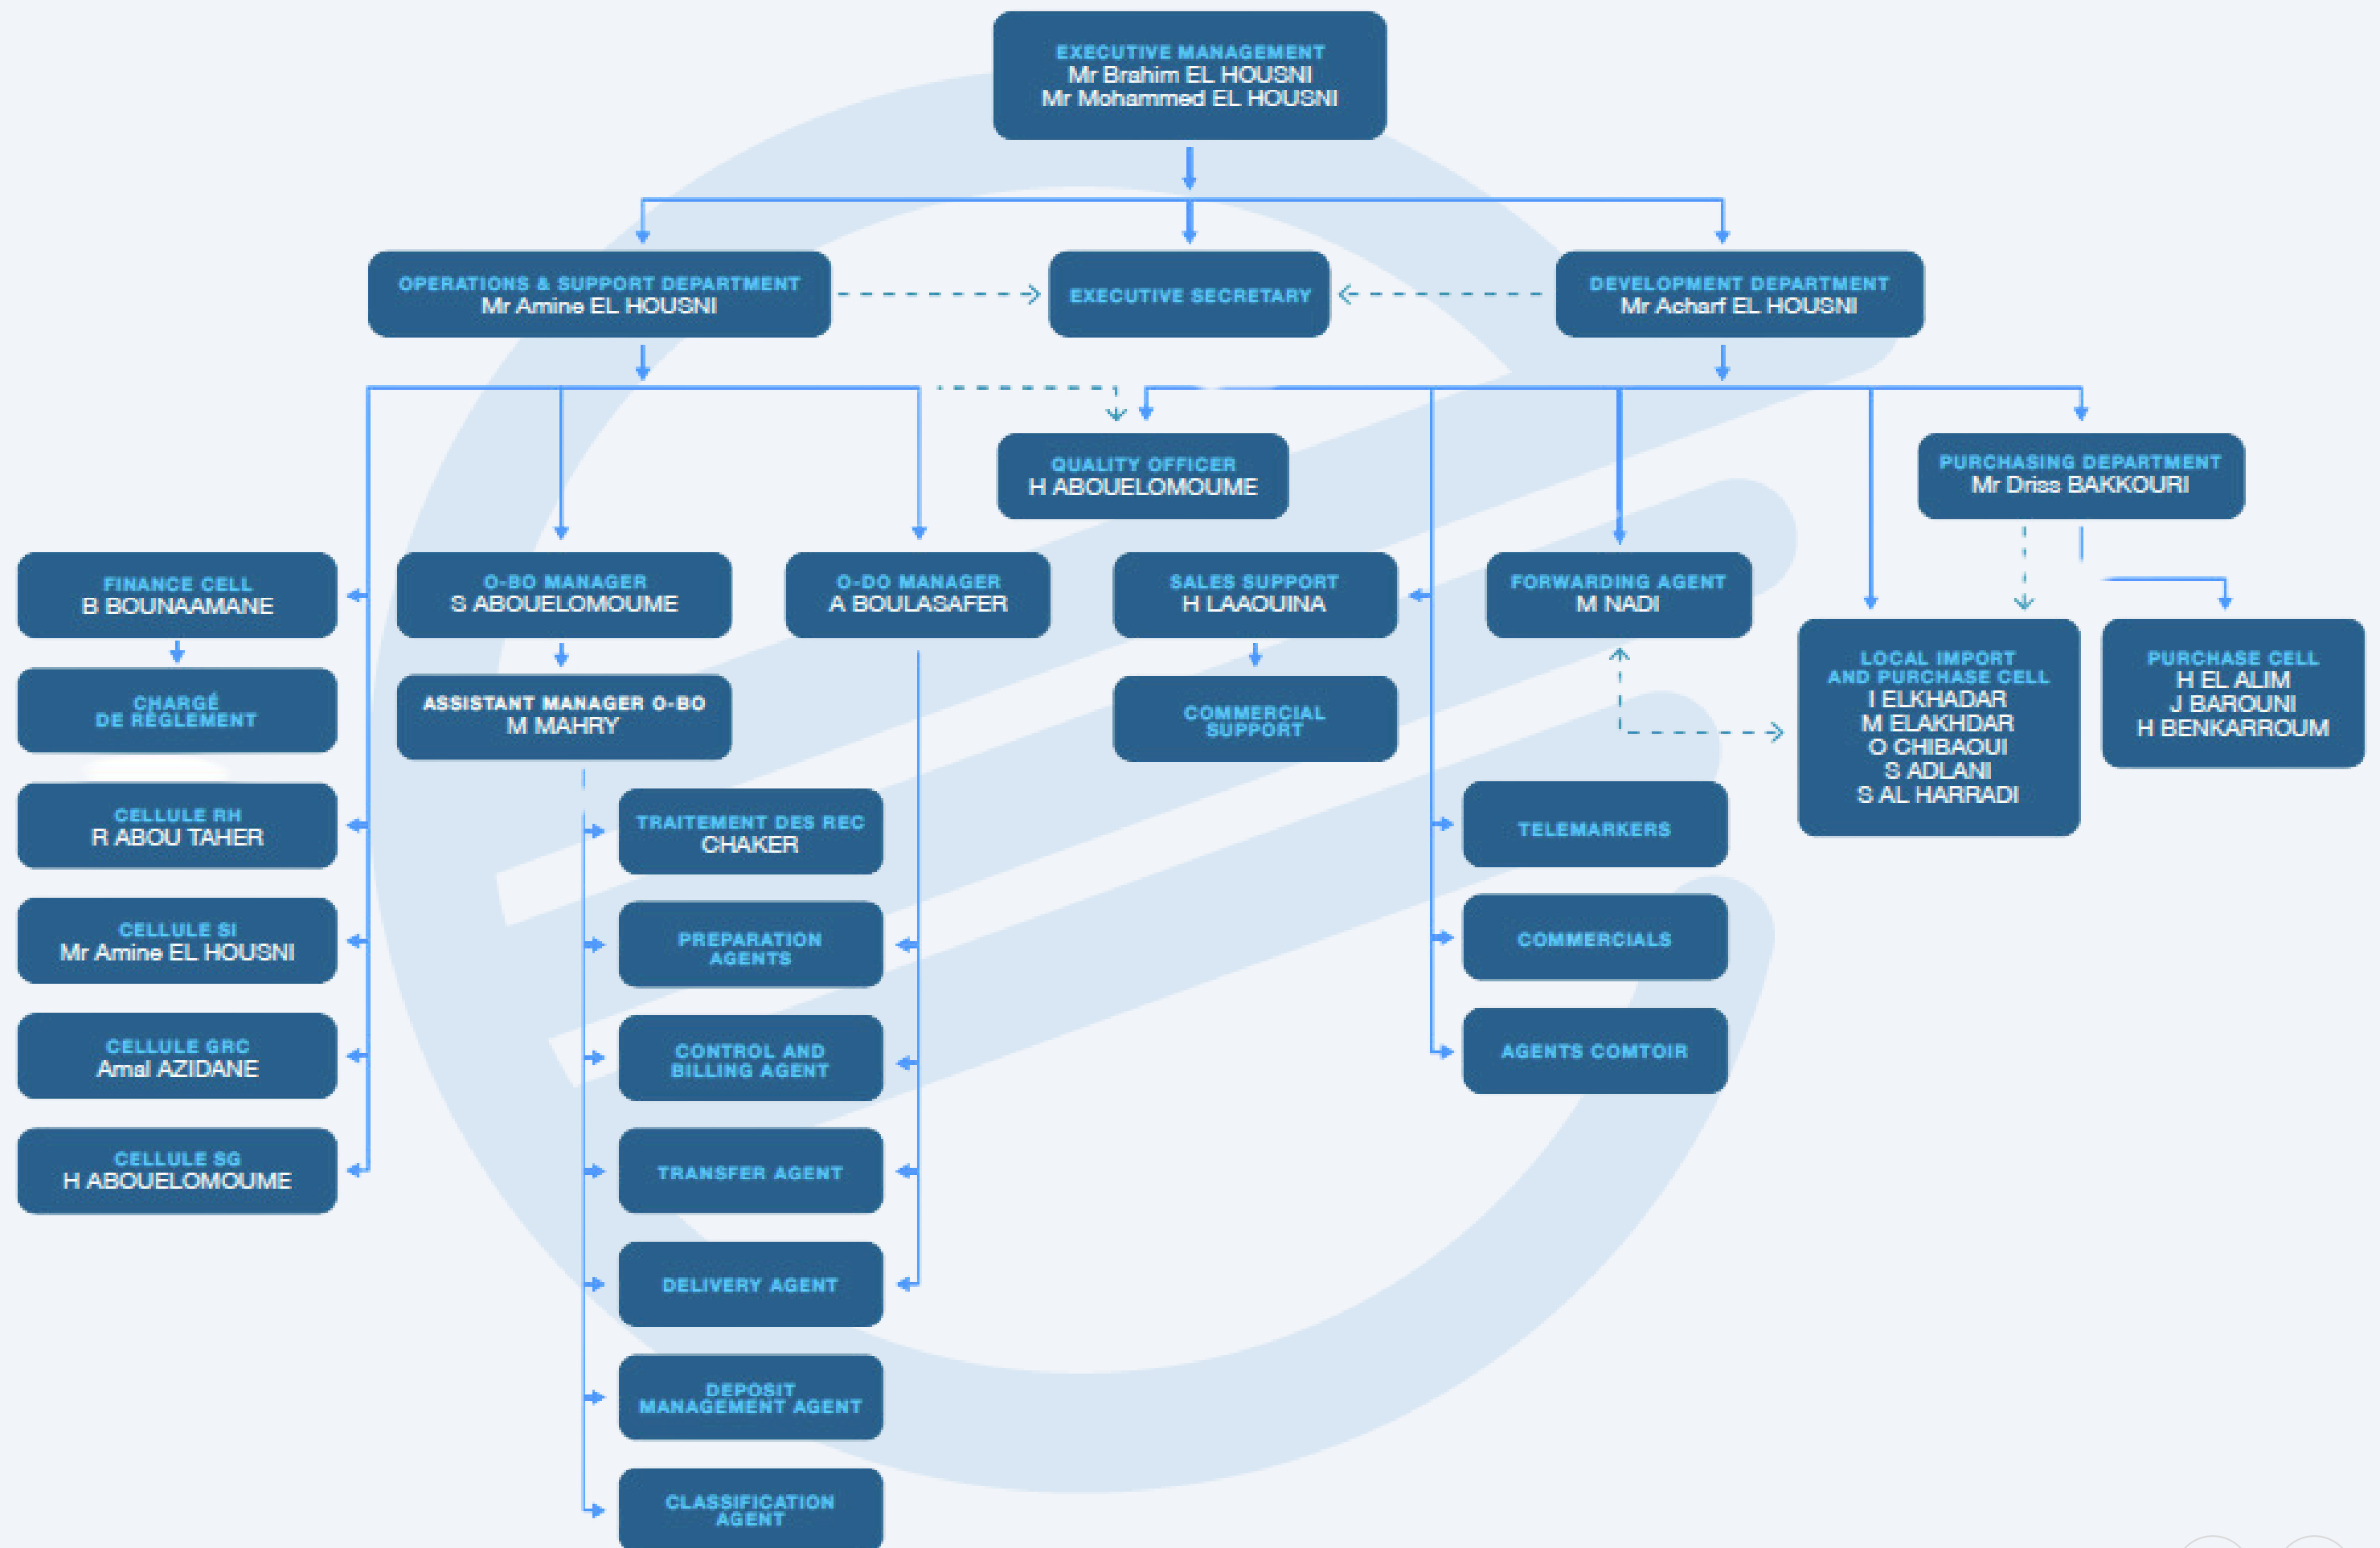 EXECUTIVE MANAGEMENT
Mr Brahim EL HOUSNI
Mr Mohammed EL HOUSNI
OPERATIONS & SUPPORT DEPARTMENT
Mr Amine EL HOUSNI
EXECUTIVE SECRETARY
DEVELOPMENT DEPARTMENT
Mr Acharf EL HOUSNI
QUALITY OFFICER
H ABOUELOMOUME
PURCHASING DEPARTMENT
Mr Driss BAKKOURI
FINANCE CELL
B BOUNAAMANE
O-BO MANAGER
S ABOUELOMOUME
O-DO MANAGER
A BOULASAFER
SALES SUPPORT
H LAAOUINA
FORWARDING AGENT
M NADI
LOCAL IMPORT
AND PURCHASE CELL
I ELKHADAR
M ELAKHDAR
O CHIBAOUI
S ADLANI
S AL HARRADI
PURCHASE CELL
H EL ALIM
J BAROUNI
H BENKARROUM
CHARGÉ
DE RÈGLEMENT
ASSISTANT MANAGER O-BO
M MAHRY
COMMERCIAL
SUPPORT
CELLULE RH
R ABOU TAHER
TRAITEMENT DES REC
CHAKER
TELEMARKERS
CELLULE SI
Mr Amine EL HOUSNI
PREPARATION
AGENTS
COMMERCIALS
CELLULE GRC
Amal AZIDANE
CONTROL AND
BILLING AGENT
AGENTS COMTOIR
CELLULE SG
H ABOUELOMOUME
TRANSFER AGENT
DELIVERY AGENT
DEPOSIT
MANAGEMENT AGENT
CLASSIFICATION
AGENT